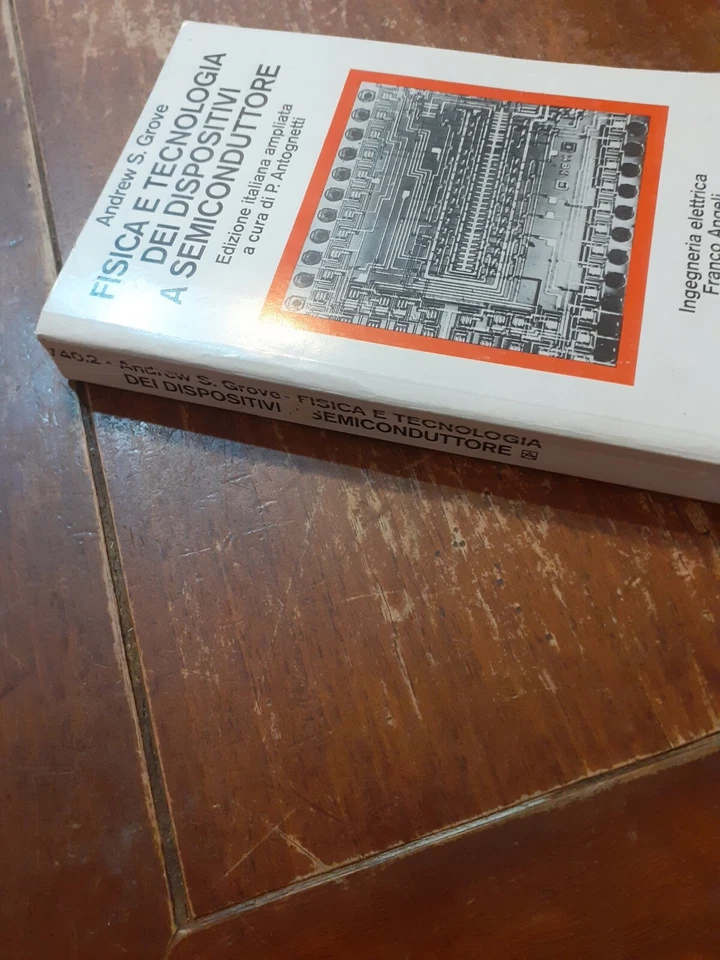 Andrew S. Grove
FISICA E TECNOLOGIA
DEI DISPOSITIVI
A SEMICONDUTTORE
Edizione italiana ampliata
a cura di P. Antognetti
Ingegneria elettrica
Franco Angeli
740.2 - Andrew S. Grove - FISICA E TECNOLOGIA
DEI DISPOSITIVI A SEMICONDUTTORE